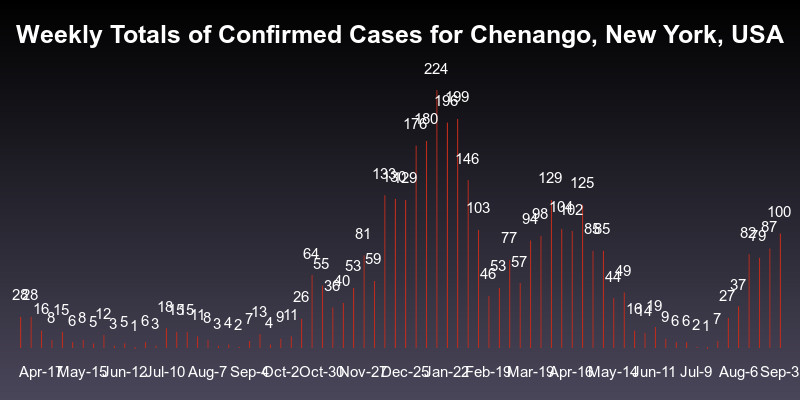 Weekly Totals of Confirmed Cases for Chenango, New York, USA
28 28 16 8 15 6 8 5 12 3 5 1 6 3 18 15 15 11 8 3 4 2 7 13 4 9 11 26 64 55 36 40 53 81 59 133 130 129 176 180 224 196 199 146 103 46 53 77 57 94 98 129 104 102 125 85 85 44 49 16 14 19 9 6 6 2 1 7 27 37 82 79 87 100
Apr-17 May-15 Jun-12 Jul-10 Aug-7 Sep-4 Oct-2 Oct-30 Nov-27 Dec-25 Jan-22 Feb-19 Mar-19 Apr-16 May-14 Jun-11 Jul-9 Aug-6 Sep-3